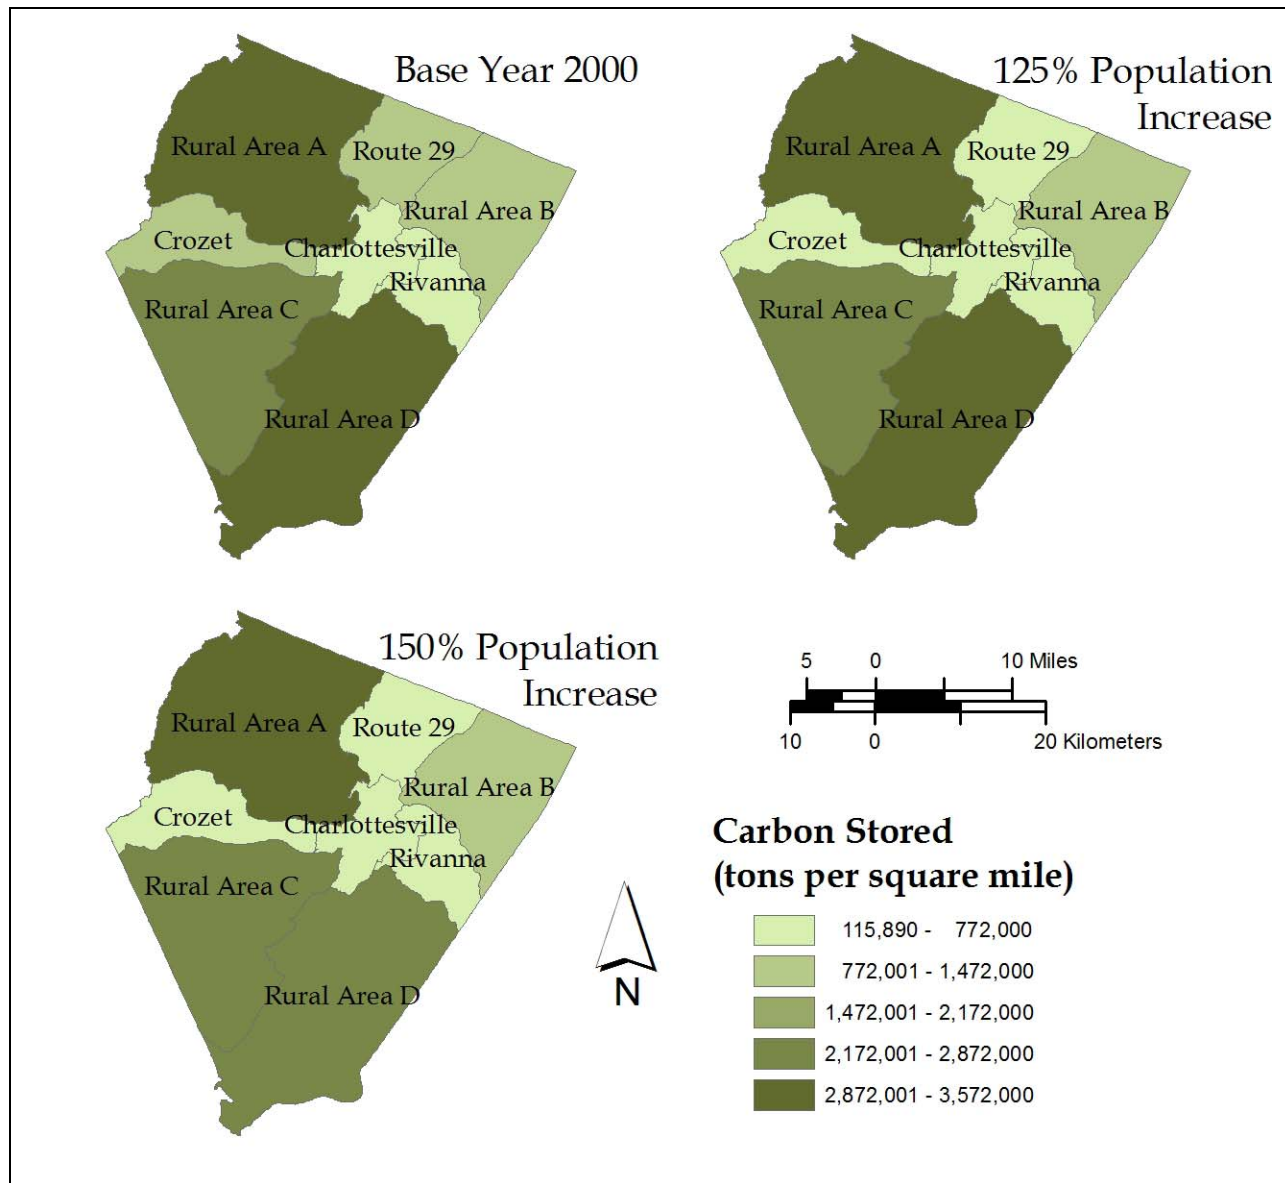 Base Year 2000
Rural Area A
Route 29
Rural Area B
Crozet
Charlottesville
Rivanna
Rural Area C
Rural Area D
125% Population
Increase
Rural Area A
Route 29
Rural Area B
Crozet
Charlottesville
Rivanna
Rural Area C
Rural Area D
150% Population
Increase
Rural Area A
Route 29
Rural Area B
Crozet
Charlottesville
Rivanna
Rural Area C
Rural Area D
5 0 10 Miles
10 0 20 Kilometers
N
Carbon Stored
(tons per square mile)
115,890 - 772,000
772,001 - 1,472,000
1,472,001 - 2,172,000
2,172,001 - 2,872,000
2,872,001 - 3,572,000